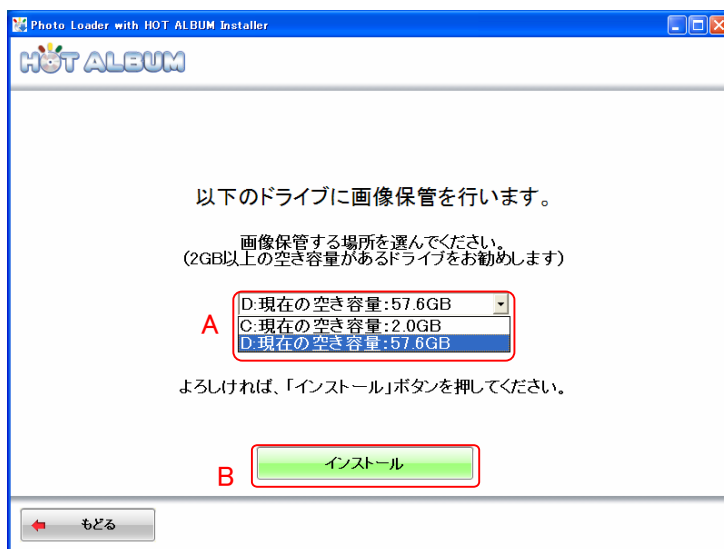 Photo Loader with HOT ALBUM Installer
HOT ALBUM
以下のドライブに画像保管を行います。
画像保管する場所を選んでください。
(2GB以上の空き容量があるドライブをお勧めします)
D:現在の空き容量:57.6GB
A
C:現在の空き容量:2.0GB
D:現在の空き容量:57.6GB
よろしければ、「インストール」ボタンを押してください。
インストール
B
もどる